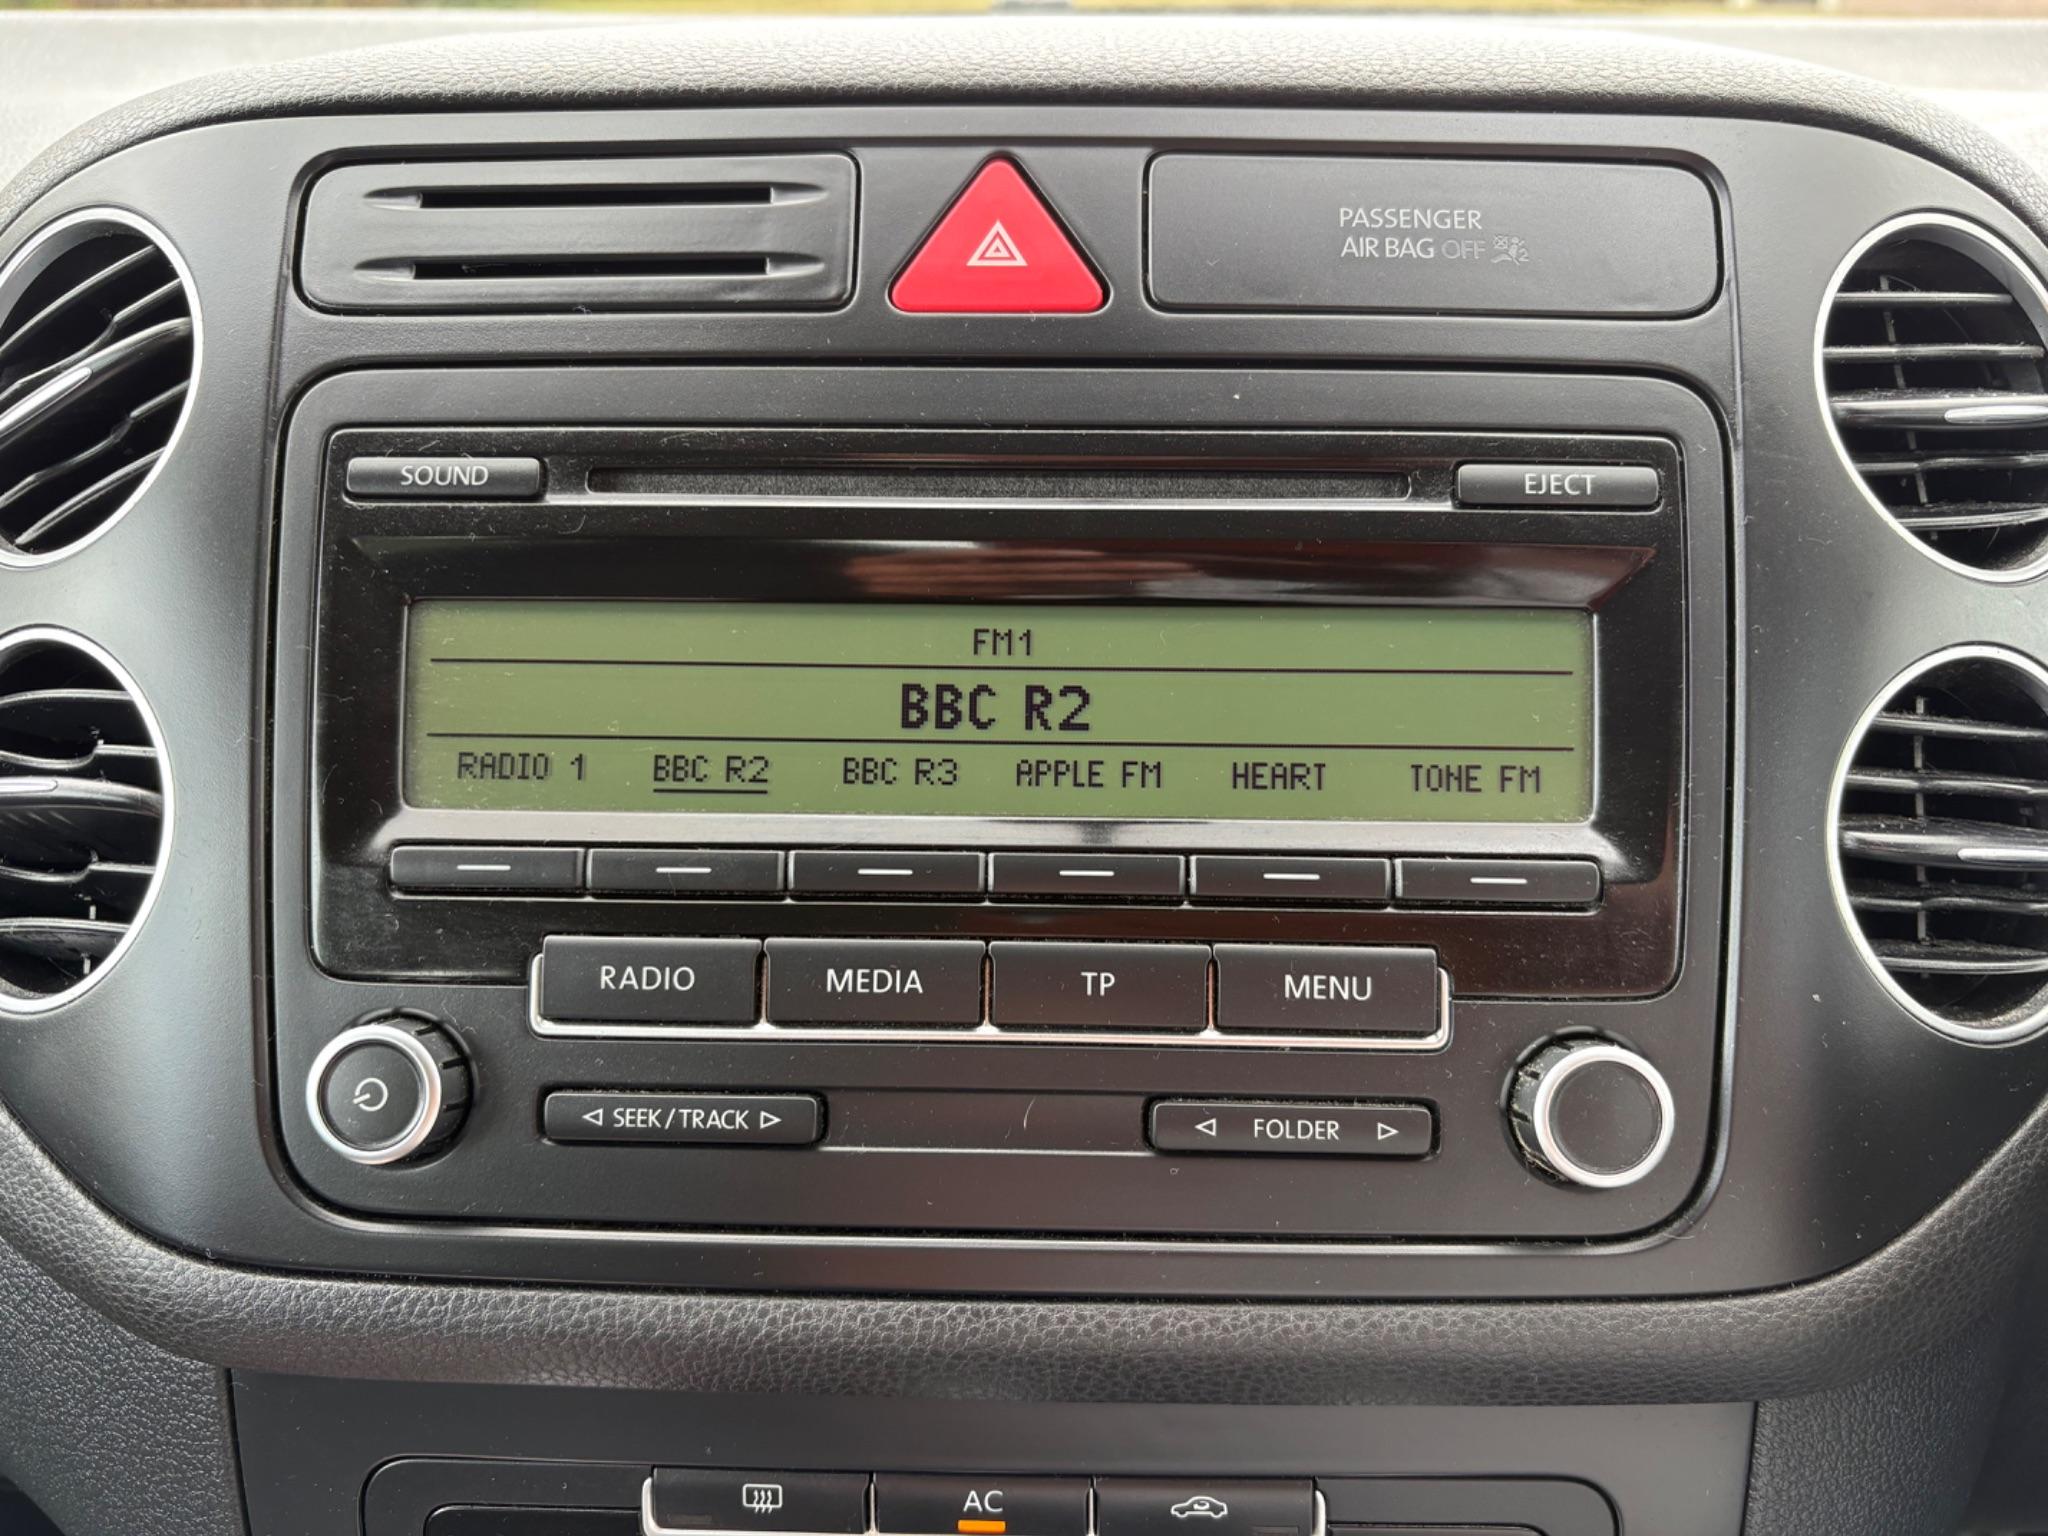 PASSENGER
AIR BAG OFF
SOUND
EJECT
FM1
BBC R2
RADIO 1 BBC R2 BBC R3 APPLE FM HEART TONE FM
RADIO MEDIA TP MENU
SEEK/TRACK FOLDER
AC